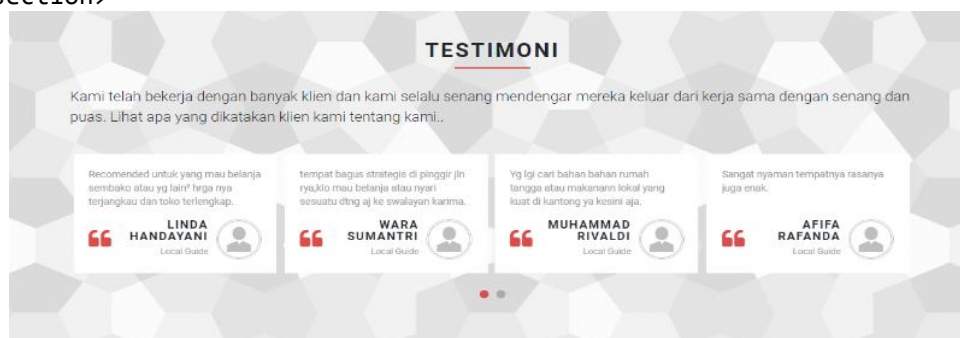 section>
TESTIMONI
Kami telah bekerja dengan banyak klien dan kami selalu senang mendengar mereka keluar dari kerja sama dengan senang dan
puas. Lihat apa yang dikatakan klien kami tentang kami..
Recomended untuk yang mau belanja
sembako atau yg lain² hrga nya
terjangkau dan toko terlengkap.
LINDA
HANDAYANI
Local Guide
tempat bagus strategis di pinggir jln
rya,klo mau belanja atau nyari
sesuatu dtng aj ke swalayan karima.
WARA
SUMANTRI
Local Guide
Yg lgi cari bahan bahan rumah
tangga atau makanann lokal yang
kuat di kantong ya kesini aja.
MUHAMMAD
RIVALDI
Local Guide
Sangat nyaman tempatnya rasanya
juga enak.
AFIFA
RAFANDA
Local Guide